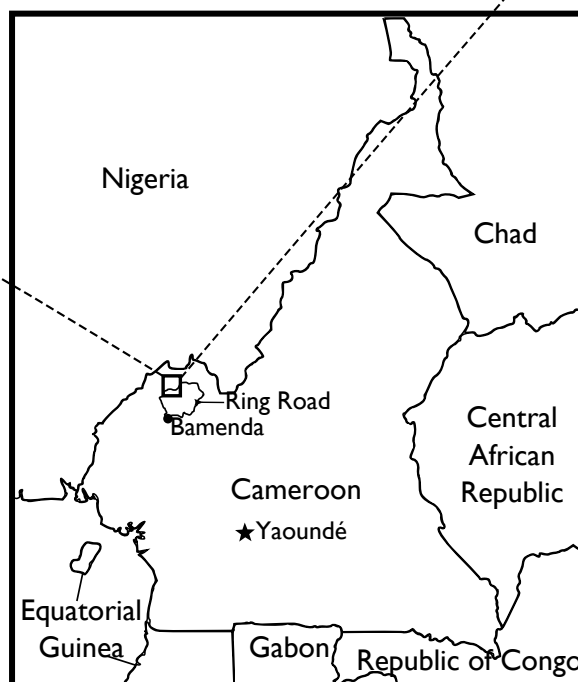 Nigeria
Chad
Ring Road
Bamenda
Central
African
Republic
Cameroon
Yaoundé
Equatorial
Guinea
Gabon
Republic of Congo